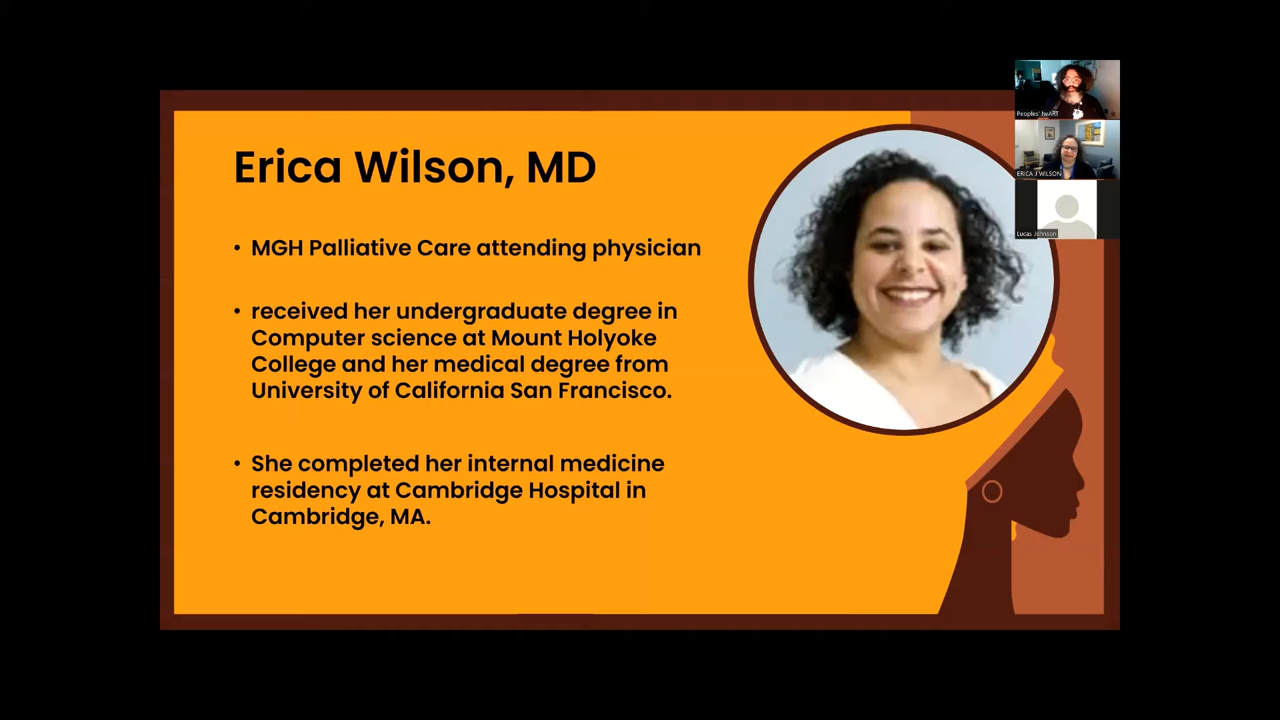 Erica Wilson, MD
• MGH Palliative Care attending physician
• received her undergraduate degree in
Computer science at Mount Holyoke
College and her medical degree from
University of California San Francisco.
• She completed her internal medicine
residency at Cambridge Hospital in
Cambridge, MA.
Peoples' heART
ERICA J WILSON
Lucas Johnson